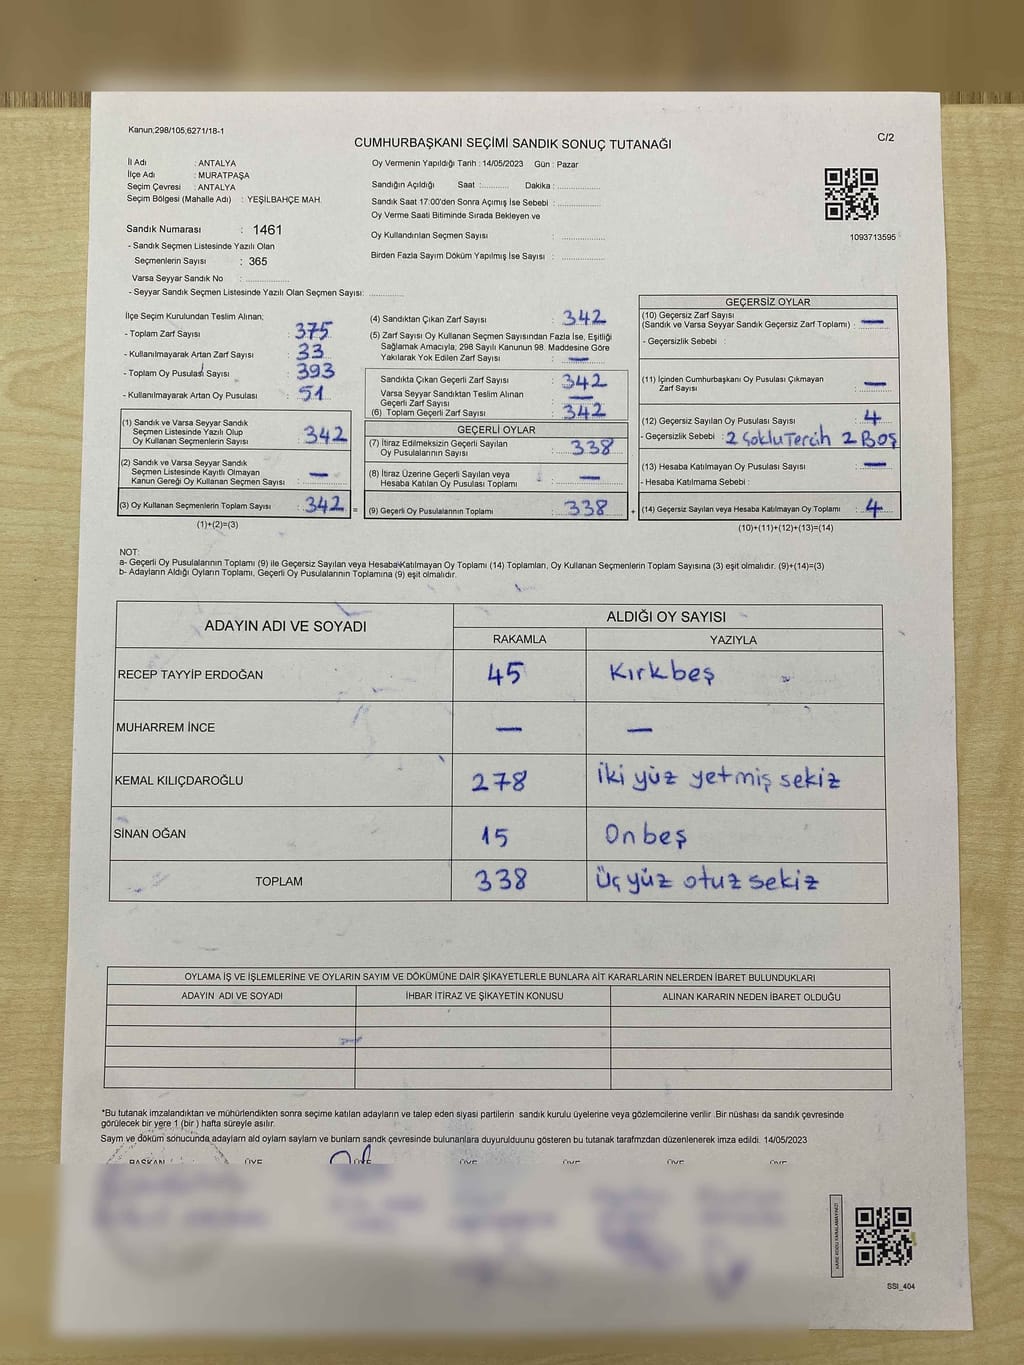 Kanun;298/105,6271/18-1
CUMHURBAŞKANI SEÇİMİ SANDIK SONUÇ TUTANAĞI
C/2
İl Adı : ANTALYA
İlçe Adı : MURATPAŞA
Seçim Çevresi : ANTALYA
Seçim Bölgesi (Mahalle Adı) : YEŞİLBAHÇE MAH.
Oy Vermenin Yapıldığı Tarih : 14/05/2023 Gün : Pazar
Sandığın Açıldığı Saat :.......... Dakika : ..............
Sandık Saat 17:00'den Sonra Açımış İse Sebebi : ..............
Oy Verme Saati Bitiminde Sırada Bekleyen ve
Oy Kullandırılan Seçmen Sayısı : ..............
Birden Fazla Sayım Döküm Yapılmış İse Sayısı : ..............
1093713595
Sandık Numarası : 1461
- Sandık Seçmen Listesinde Yazılı Olan
Seçmenlerin Sayısı : 365
Varsa Seyyar Sandık No : ..............
- Seyyar Sandık Seçmen Listesinde Yazılı Olan Seçmen Sayısı: ............
İlçe Seçim Kurulundan Teslim Alınan;
- Toplam Zarf Sayısı : 375
- Kullanılmayarak Artan Zarf Sayısı : 33
- Toplam Oy Pusulası Sayısı : 393
- Kullanılmayarak Artan Oy Pusulası : 51
(1) Sandık ve Varsa Seyyar Sandık
Seçmen Listesinde Yazılı Olup
Oy Kullanan Seçmenlerin Sayısı : 342
(2) Sandık ve Varsa Seyyar Sandık
Seçmen Listesinde Kayıtlı Olmayan
Kanun Gereği Oy Kullanan Seçmen Sayısı : —
(3) Oy Kullanan Seçmenlerin Toplam Sayısı : 342 =
(1)+(2)=(3)
(4) Sandıktan Çıkan Zarf Sayısı : 342
(5) Zarf Sayısı Oy Kullanan Seçmen Sayısından Fazla İse, Eşitliği
Sağlamak Amacıyla; 298 Sayılı Kanunun 98. Maddesine Göre
Yakılarak Yok Edilen Zarf Sayısı : —
Sandıkta Çıkan Geçerli Zarf Sayısı : 342
Varsa Seyyar Sandıktan Teslim Alınan
Geçerli Zarf Sayısı : —
(6) Toplam Geçerli Zarf Sayısı : 342
GEÇERLİ OYLAR
(7) İtiraz Edilmeksizin Geçerli Sayılan
Oy Pusulalarının Sayısı : 338
(8) İtiraz Üzerine Geçerli Sayılan veya
Hesaba Katılan Oy Pusulası Toplamı : —
(9) Geçerli Oy Pusulalarının Toplamı : 338 +
GEÇERSİZ OYLAR
(10) Geçersiz Zarf Sayısı
(Sandık ve Varsa Seyyar Sandık Geçersiz Zarf Toplamı) : —
- Geçersizlik Sebebi :
(11) İçinden Cumhurbaşkanı Oy Pusulası Çıkmayan
Zarf Sayısı : —
(12) Geçersiz Sayılan Oy Pusulası Sayısı : 4
- Geçersizlik Sebebi : 2 ÇokluTercih 2 Boş
(13) Hesaba Katılmayan Oy Pusulası Sayısı : —
- Hesaba Katılmama Sebebi :
(14) Geçersiz Sayılan veya Hesaba Katılmayan Oy Toplamı : 4
(10)+(11)+(12)+(13)=(14)
NOT:
a- Geçerli Oy Pusulalarının Toplamı (9) ile Geçersiz Sayılan veya Hesaba Katılmayan Oy Toplamı (14) Toplamları, Oy Kullanan Seçmenlerin Toplam Sayısına (3) eşit olmalıdır. (9)+(14)=(3)
b- Adayların Aldığı Oyların Toplamı, Geçerli Oy Pusulalarının Toplamına (9) eşit olmalıdır.
ADAYIN ADI VE SOYADI
ALDIĞI OY SAYISI
RAKAMLA YAZIYLA
RECEP TAYYİP ERDOĞAN 45 Kırkbeş
MUHARREM İNCE — —
KEMAL KILIÇDAROĞLU 278 İki yüz yetmiş sekiz
SİNAN OĞAN 15 On beş
TOPLAM 338 Üç yüz otuz sekiz
OYLAMA İŞ VE İŞLEMLERİNE VE OYLARIN SAYIM VE DÖKÜMÜNE DAİR ŞİKAYETLERLE BUNLARA AİT KARARLARIN NELERDEN İBARET BULUNDUKLARI
ADAYIN ADI VE SOYADI İHBAR İTİRAZ VE ŞİKAYETİN KONUSU ALINAN KARARIN NEDEN İBARET OLDUĞU
*Bu tutanak imzalandıktan ve mühürlendikten sonra seçime katılan adayların ve talep eden siyasi partilerin sandık kurulu üyelerine veya gözlemcilerine verilir .Bir nüshası da sandık çevresinde
görülecek bir yere 1 (bir ) hafta süreyle asılır.
Sayım ve döküm sonucunda adayların ald oyların sayların ve bunların sandk çevresinde bulunanlara duyurulduunu gösteren bu tutanak tarafmzdan düzenlenerek imza edildi. 14/05/2023
BAŞKAN ÜYE ÜYE ÜYE ÜYE ÜYE ÜYE
SSI_404